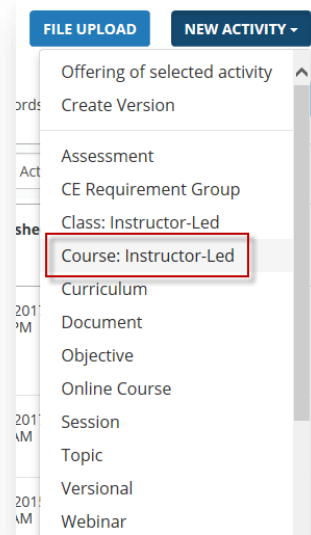 FILE UPLOAD NEW ACTIVITY
Offering of selected activity
Create Version
Assessment
Act
CE Requirement Group
Class: Instructor-Led
Course: Instructor-Led
Curriculum
Document
Objective
Online Course
Session
Topic
Versional
Webinar